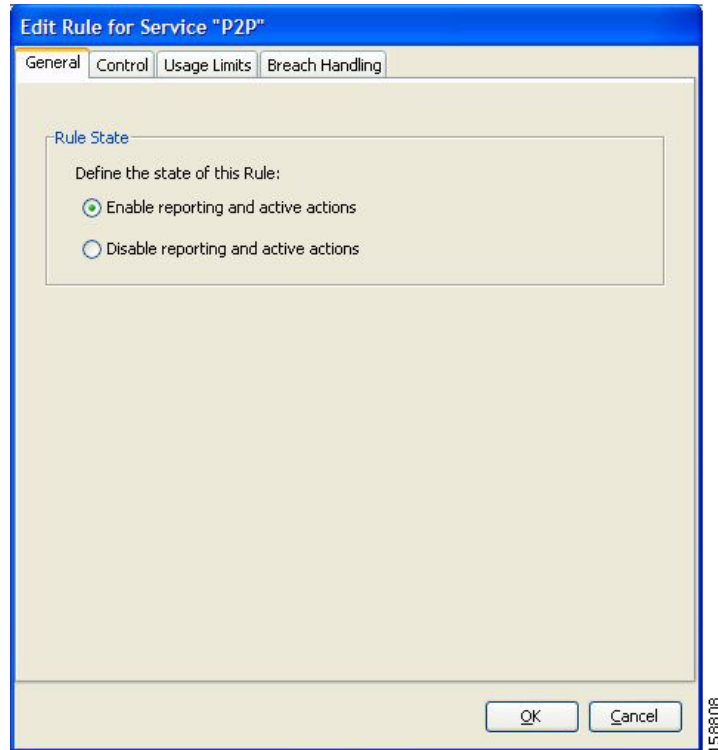 Edit Rule for Service "P2P"
General Control Usage Limits Breach Handling
Rule State
Define the state of this Rule:
Enable reporting and active actions
Disable reporting and active actions
OK Cancel
58808